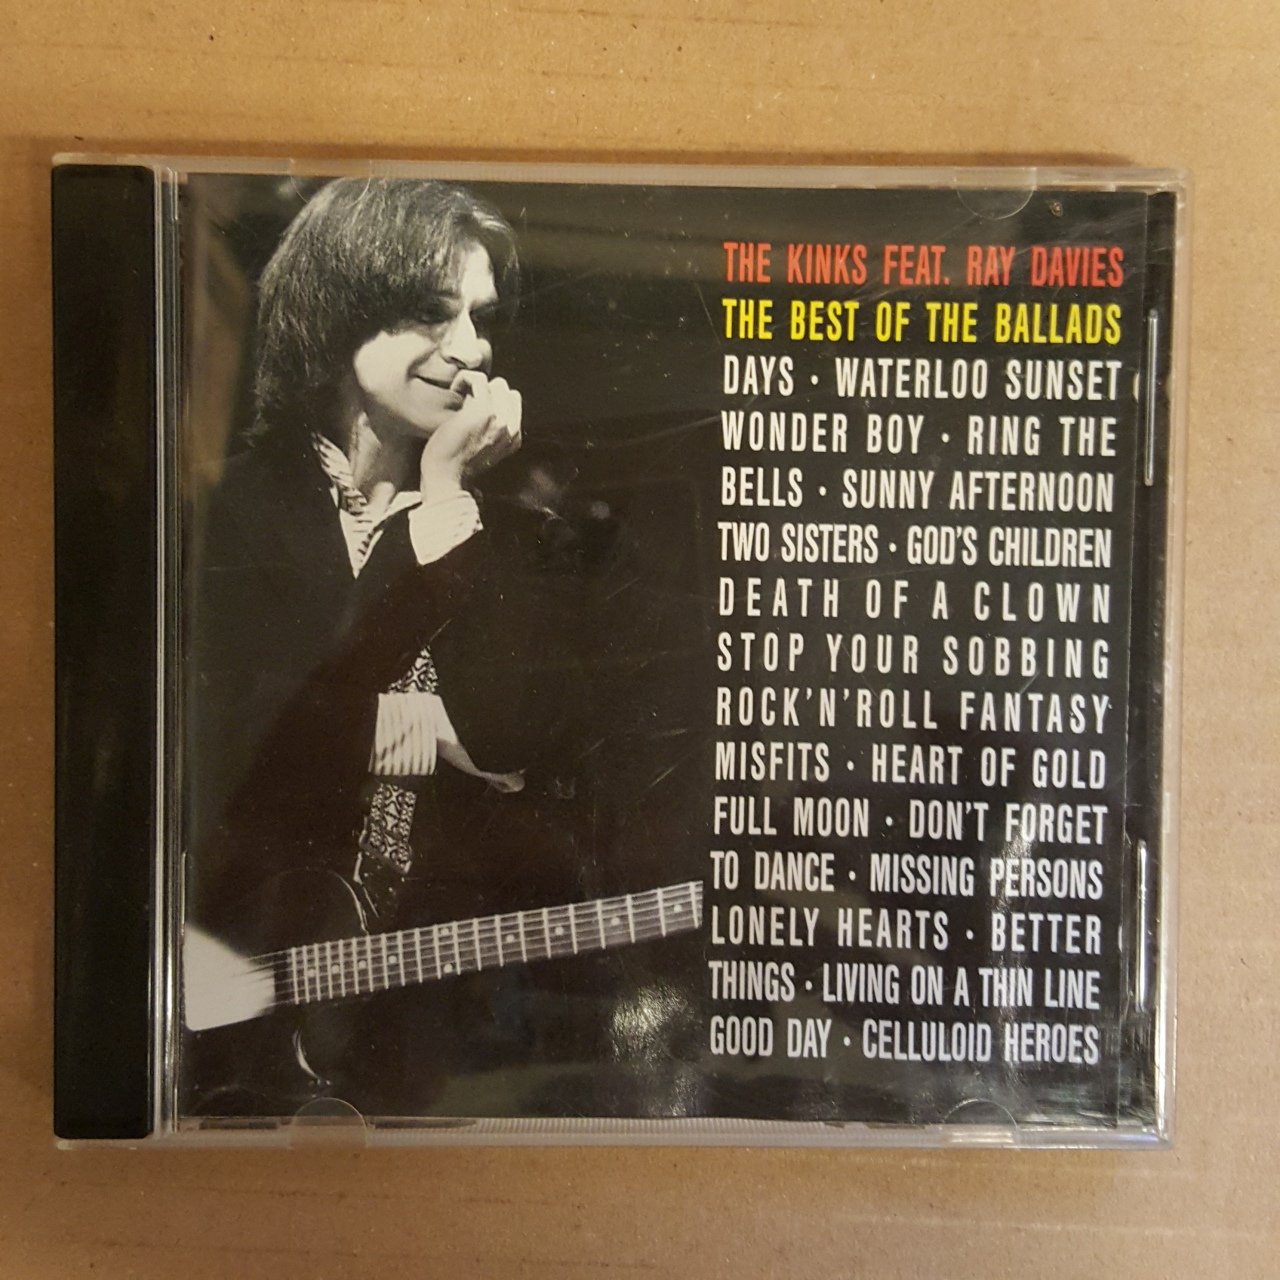 THE KINKS FEAT. RAY DAVIES
THE BEST OF THE BALLADS
DAYS · WATERLOO SUNSET
WONDER BOY · RING THE
BELLS · SUNNY AFTERNOON
TWO SISTERS · GOD'S CHILDREN
DEATH OF A CLOWN
STOP YOUR SOBBING
ROCK'N'ROLL FANTASY
MISFITS · HEART OF GOLD
FULL MOON · DON'T FORGET
TO DANCE · MISSING PERSONS
LONELY HEARTS · BETTER
THINGS · LIVING ON A THIN LINE
GOOD DAY · CELLULOID HEROES